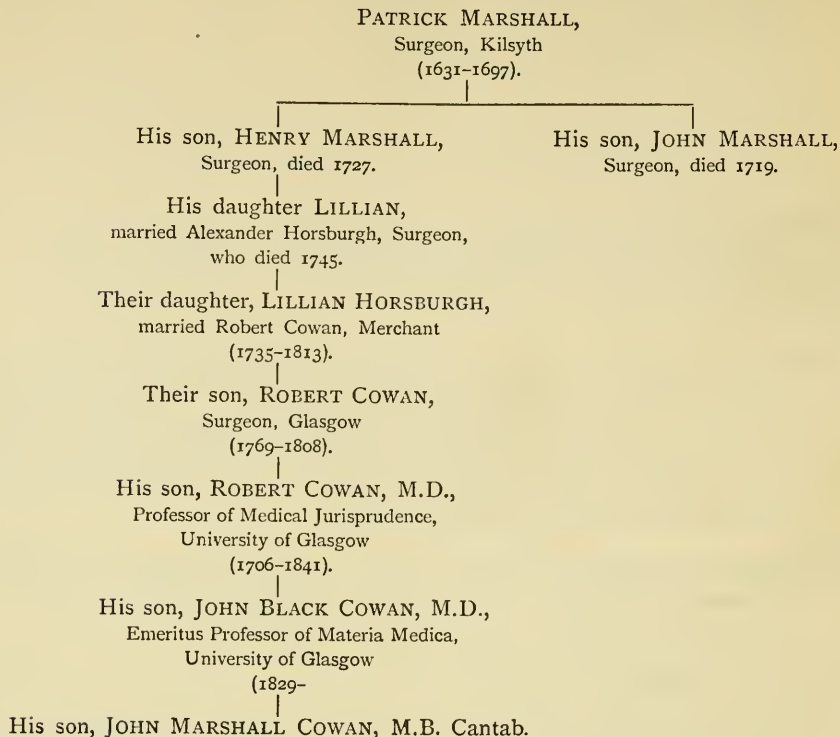 PATRICK MARSHALL,
Surgeon, Kilsyth
(1631-1697).
His son, HENRY MARSHALL,
Surgeon, died 1727.
His son, JOHN MARSHALL,
Surgeon, died 1719.
His daughter LILLIAN,
married Alexander Horsburgh, Surgeon,
who died 1745.
Their daughter, LILLIAN HORSBURGH,
married Robert Cowan, Merchant
(1735-1813).
Their son, ROBERT COWAN,
Surgeon, Glasgow
(1769-1808).
His son, ROBERT COWAN, M.D.,
Professor of Medical Jurisprudence,
University of Glasgow
(1706-1841).
His son, JOHN BLACK COWAN, M.D.,
Emeritus Professor of Materia Medica,
University of Glasgow
(1829-
His son, JOHN MARSHALL COWAN, M.B. Cantab.